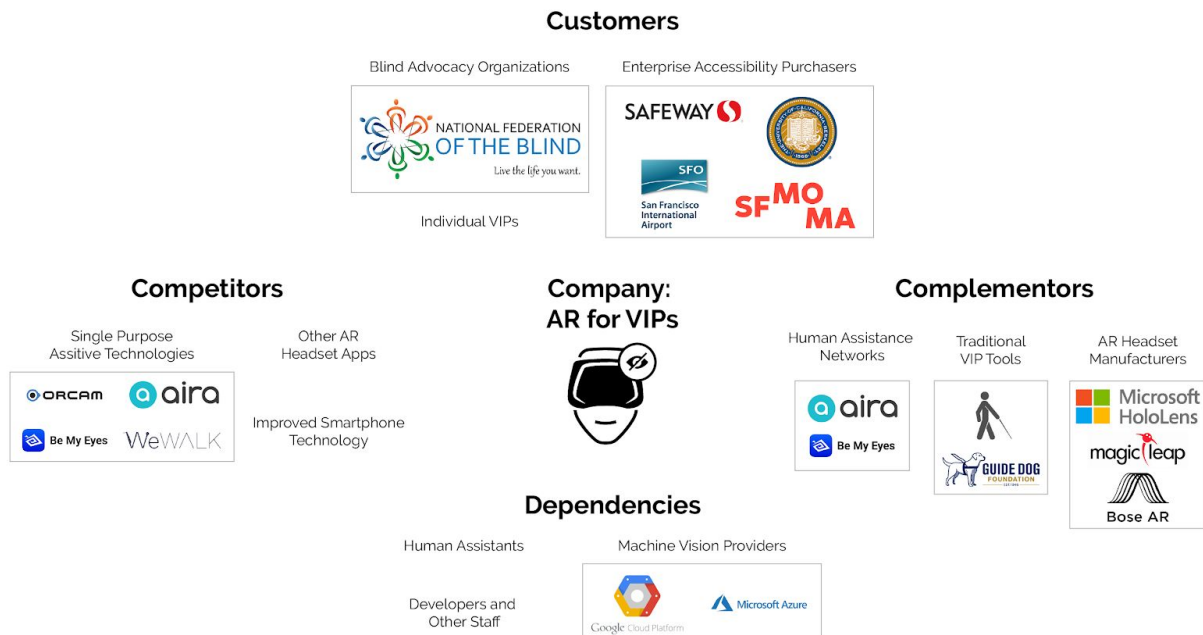 Customers
Blind Advocacy Organizations
Enterprise Accessibility Purchasers
NATIONAL FEDERATION
OF THE BLIND
Live the life you want.
SAFEWAY
SFO
San Francisco
International
Airport
SF MO
MA
Individual VIPs
Competitors
Single Purpose
Assitive Technologies
Other AR
Headset Apps
ORCAM
aira
Be My Eyes
WeWALK
Improved Smartphone
Technology
Company:
AR for VIPs
Complementors
Human Assistance
Networks
Traditional
VIP Tools
AR Headset
Manufacturers
aira
Be My Eyes
GUIDE DOG
FOUNDATION
Microsoft
HoloLens
magic leap
Bose AR
Dependencies
Human Assistants
Machine Vision Providers
Developers and
Other Staff
Google Cloud Platform
Microsoft Azure